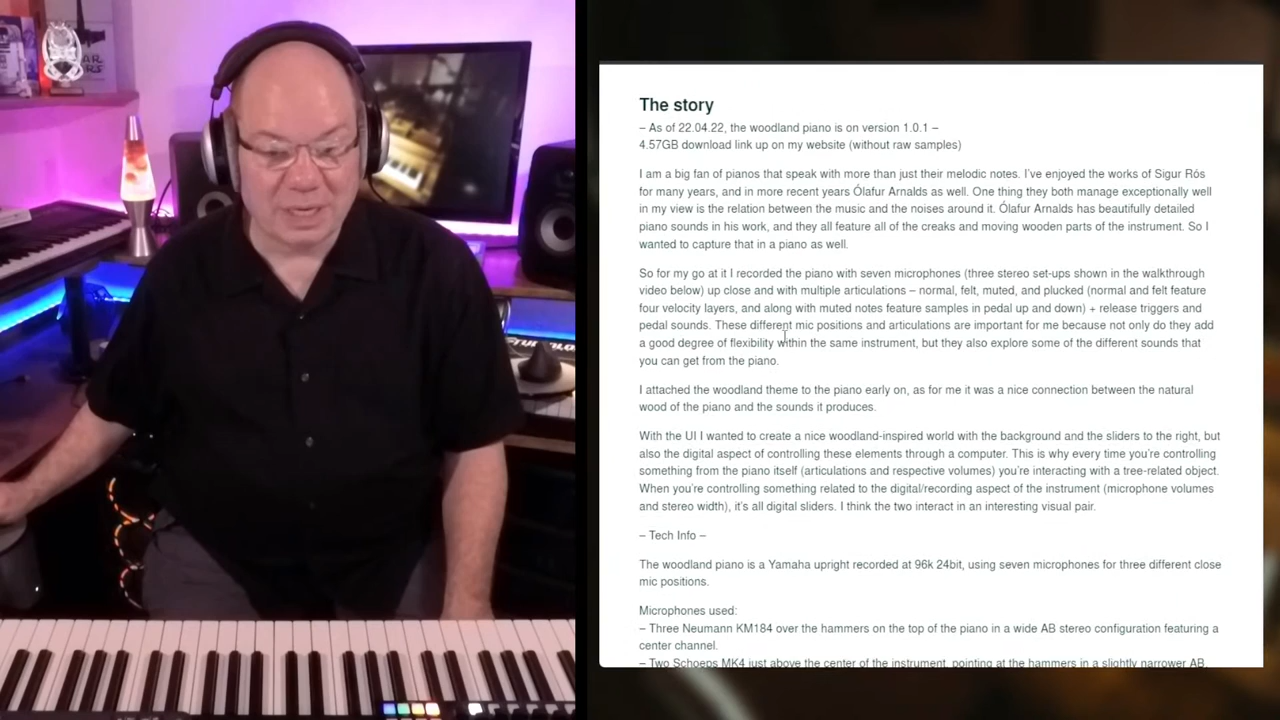 The story
– As of 22.04.22, the woodland piano is on version 1.0.1 –
4.57GB download link up on my website (without raw samples)
I am a big fan of pianos that speak with more than just their melodic notes. I've enjoyed the works of Sigur Rós
for many years, and in more recent years Ólafur Arnalds as well. One thing they both manage exceptionally well
in my view is the relation between the music and the noises around it. Ólafur Arnalds has beautifully detailed
piano sounds in his work, and they all feature all of the creaks and moving wooden parts of the instrument. So I
wanted to capture that in a piano as well.
So for my go at it I recorded the piano with seven microphones (three stereo set-ups shown in the walkthrough
video below) up close and with multiple articulations – normal, felt, muted, and plucked (normal and felt feature
four velocity layers, and along with muted notes feature samples in pedal up and down) + release triggers and
pedal sounds. These different mic positions and articulations are important for me because not only do they add
a good degree of flexibility within the same instrument, but they also explore some of the different sounds that
you can get from the piano.
I attached the woodland theme to the piano early on, as for me it was a nice connection between the natural
wood of the piano and the sounds it produces.
With the UI I wanted to create a nice woodland-inspired world with the background and the sliders to the right, but
also the digital aspect of controlling these elements through a computer. This is why every time you're controlling
something from the piano itself (articulations and respective volumes) you're interacting with a tree-related object.
When you're controlling something related to the digital/recording aspect of the instrument (microphone volumes
and stereo width), it's all digital sliders. I think the two interact in an interesting visual pair.
– Tech Info –
The woodland piano is a Yamaha upright recorded at 96k 24bit, using seven microphones for three different close
mic positions.
Microphones used:
– Three Neumann KM184 over the hammers on the top of the piano in a wide AB stereo configuration featuring a
center channel.
– Two Schoeps MK4 just above the center of the instrument, pointing at the hammers in a slightly narrower AB.